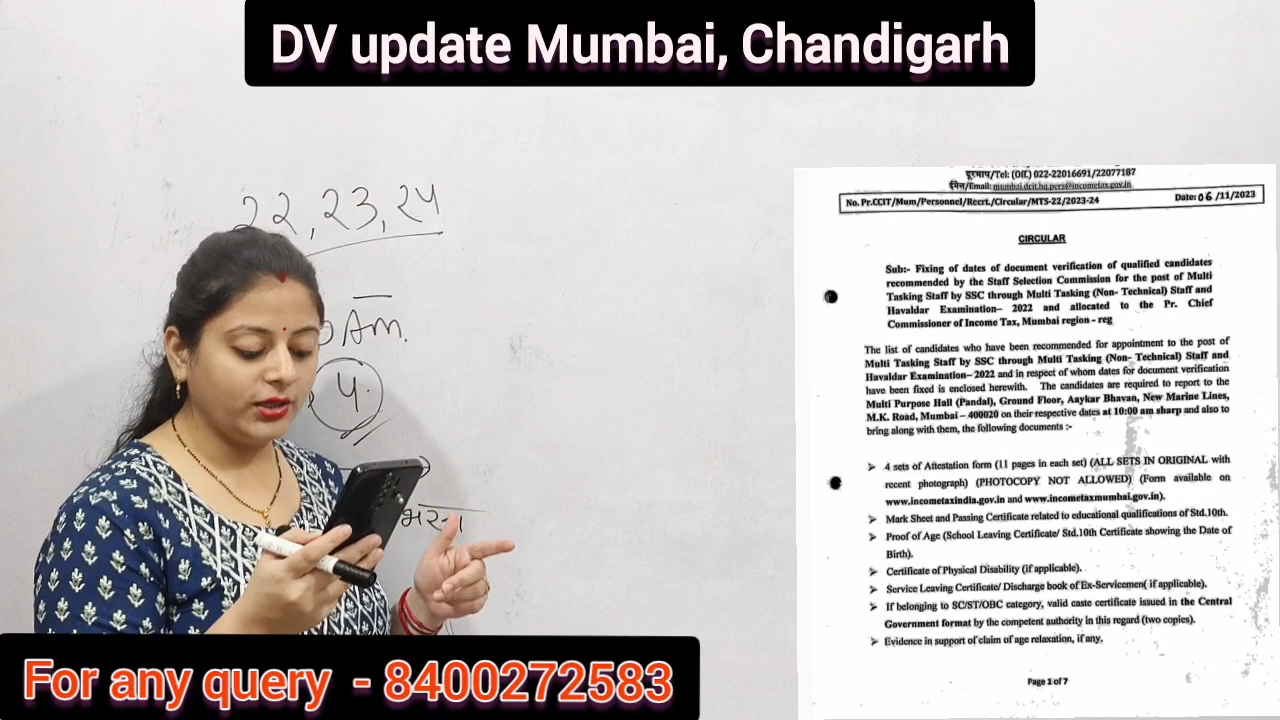 DV update Mumbai, Chandigarh
22, 23, 24
Am.
दूरभाष/Tel: (Off.) 022-22016691/22077187
ईमेल/Email: mumbai.dcit.hq.pers@incometax.gov.in
No. Pr.CCIT/Mum/Personnel/Recrt./Circular/MTS-22/2023-24 Date: 06/11/2023
CIRCULAR
Sub:- Fixing of dates of document verification of qualified candidates
recommended by the Staff Selection Commission for the post of Multi
Tasking Staff by SSC through Multi Tasking (Non- Technical) Staff and
Havaldar Examination– 2022 and allocated to the Pr. Chief
Commissioner of Income Tax, Mumbai region – reg
The list of candidates who have been recommended for appointment to the post of
Multi Tasking Staff by SSC through Multi Tasking (Non- Technical) Staff and
Havaldar Examination– 2022 and in respect of whom dates for document verification
have been fixed is enclosed herewith. The candidates are required to report to the
Multi Purpose Hall (Pandal), Ground Floor, Aaykar Bhavan, New Marine Lines,
M.K. Road, Mumbai – 400020 on their respective dates at 10:00 am sharp and also to
bring along with them, the following documents :-
➢ 4 sets of Attestation form (11 pages in each set) (ALL SETS IN ORIGINAL with
recent photograph) (PHOTOCOPY NOT ALLOWED) (Form available on
www.incometaxindia.gov.in and www.incometaxmumbai.gov.in).
➢ Mark Sheet and Passing Certificate related to educational qualifications of Std.10th.
➢ Proof of Age (School Leaving Certificate/ Std.10th Certificate showing the Date of
Birth).
➢ Certificate of Physical Disability (if applicable).
➢ Service Leaving Certificate/ Discharge book of Ex-Servicemen( if applicable).
➢ If belonging to SC/ST/OBC category, valid caste certificate issued in the Central
Government format by the competent authority in this regard (two copies).
➢ Evidence in support of claim of age relaxation, if any.
Page 1 of 7
For any query - 8400272583